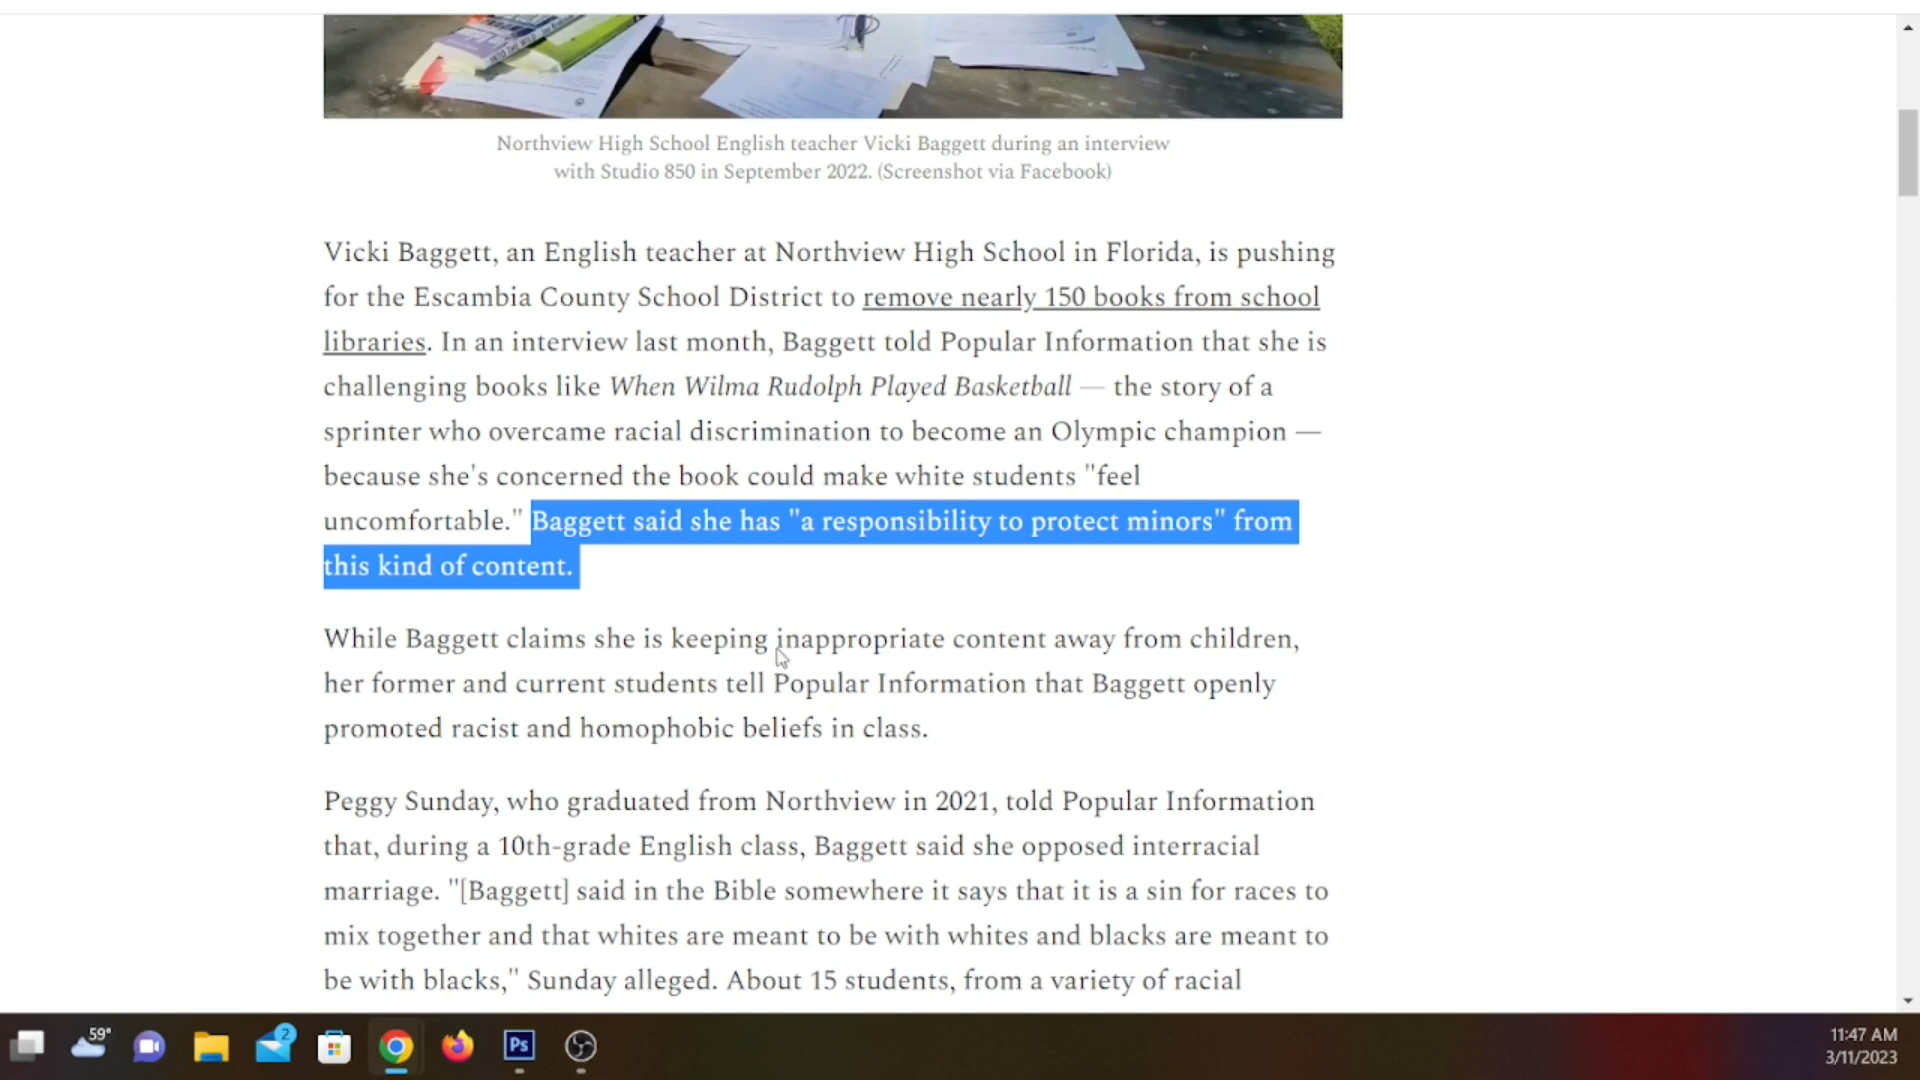 INTO THE WILD
Northview High School English teacher Vicki Baggett during an interview
with Studio 850 in September 2022. (Screenshot via Facebook)
Vicki Baggett, an English teacher at Northview High School in Florida, is pushing
for the Escambia County School District to remove nearly 150 books from school
libraries. In an interview last month, Baggett told Popular Information that she is
challenging books like When Wilma Rudolph Played Basketball — the story of a
sprinter who overcame racial discrimination to become an Olympic champion —
because she's concerned the book could make white students "feel
uncomfortable." Baggett said she has "a responsibility to protect minors" from
this kind of content.
While Baggett claims she is keeping inappropriate content away from children,
her former and current students tell Popular Information that Baggett openly
promoted racist and homophobic beliefs in class.
Peggy Sunday, who graduated from Northview in 2021, told Popular Information
that, during a 10th-grade English class, Baggett said she opposed interracial
marriage. "[Baggett] said in the Bible somewhere it says that it is a sin for races to
mix together and that whites are meant to be with whites and blacks are meant to
be with blacks," Sunday alleged. About 15 students, from a variety of racial
59°
2
Ps
11:47 AM
3/11/2023